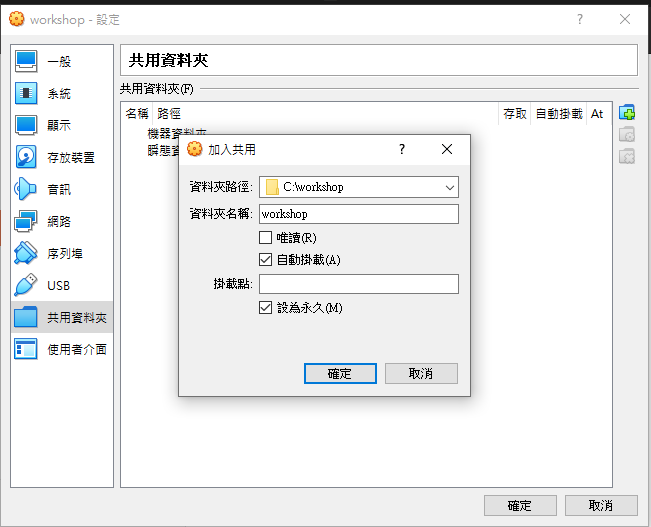 workshop - 設定
?
一般
系統
顯示
存放裝置
音訊
網路
序列埠
USB
共用資料夾
使用者介面
共用資料夾
共用資料夾(F)
名稱 路徑 存取 自動掛載 At
機器資料夾
瞬態資
加入共用
?
資料夾路徑: C:\workshop
資料夾名稱: workshop
唯讀(R)
自動掛載(A)
掛載點:
設為永久(M)
確定 取消
確定 取消